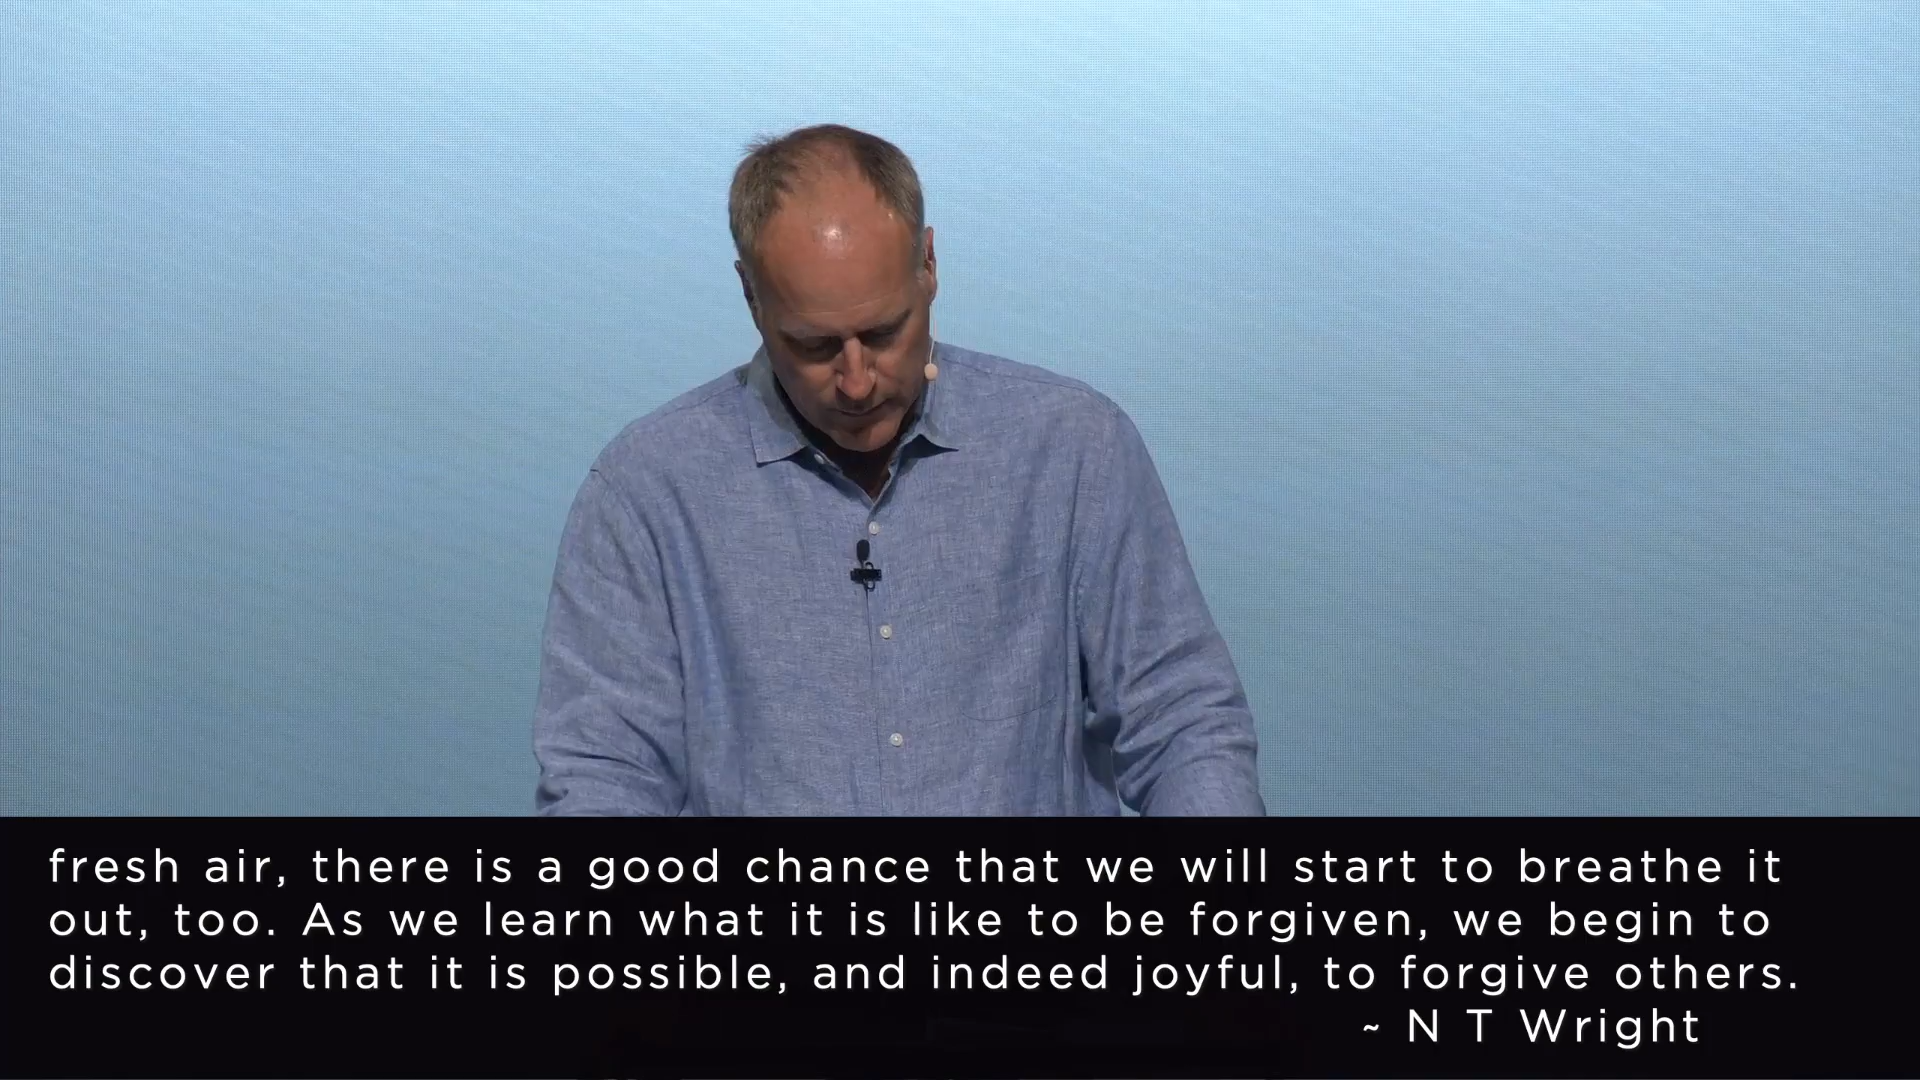 fresh air, there is a good chance that we will start to breathe it
out, too. As we learn what it is like to be forgiven, we begin to
discover that it is possible, and indeed joyful, to forgive others.
~ N T Wright